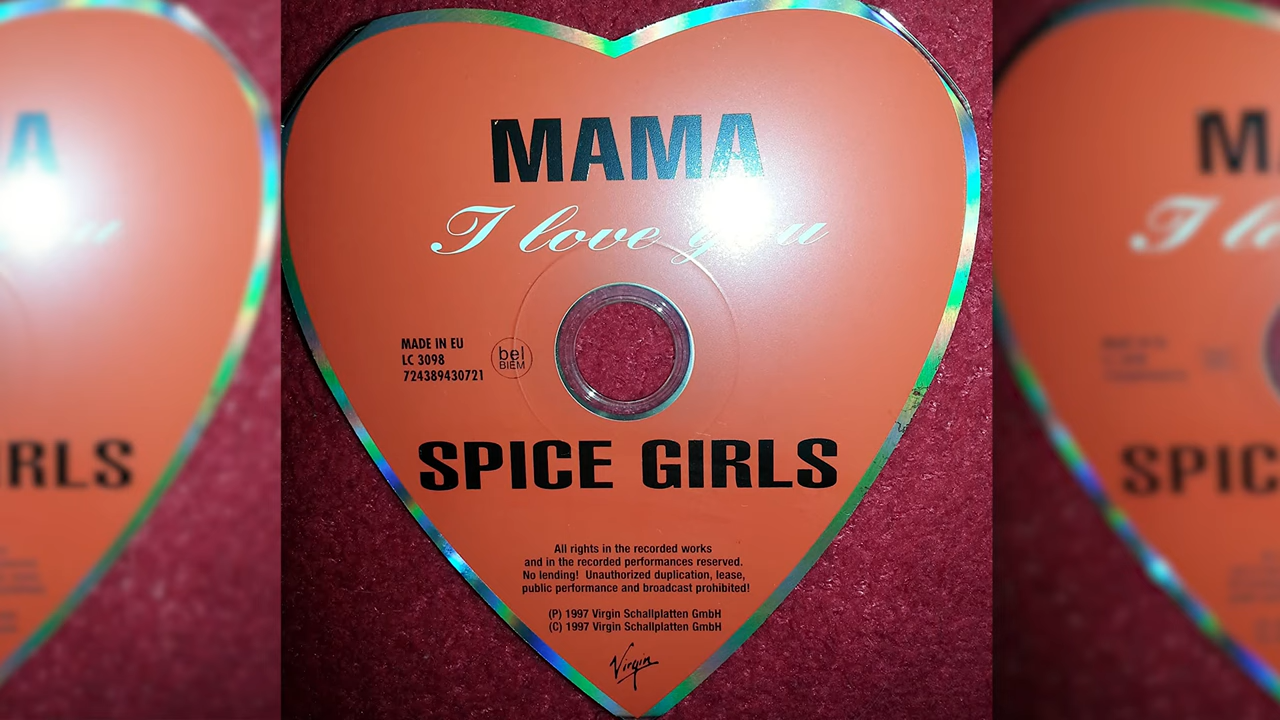 MAMA
I love you
MADE IN EU
LC 3098
724389430721
bel
BIEM
SPICE GIRLS
All rights in the recorded works
and in the recorded performances reserved.
No lending! Unauthorized duplication, lease,
public performance and broadcast prohibited!
(P) 1997 Virgin Schallplatten GmbH
(C) 1997 Virgin Schallplatten GmbH
Virgin